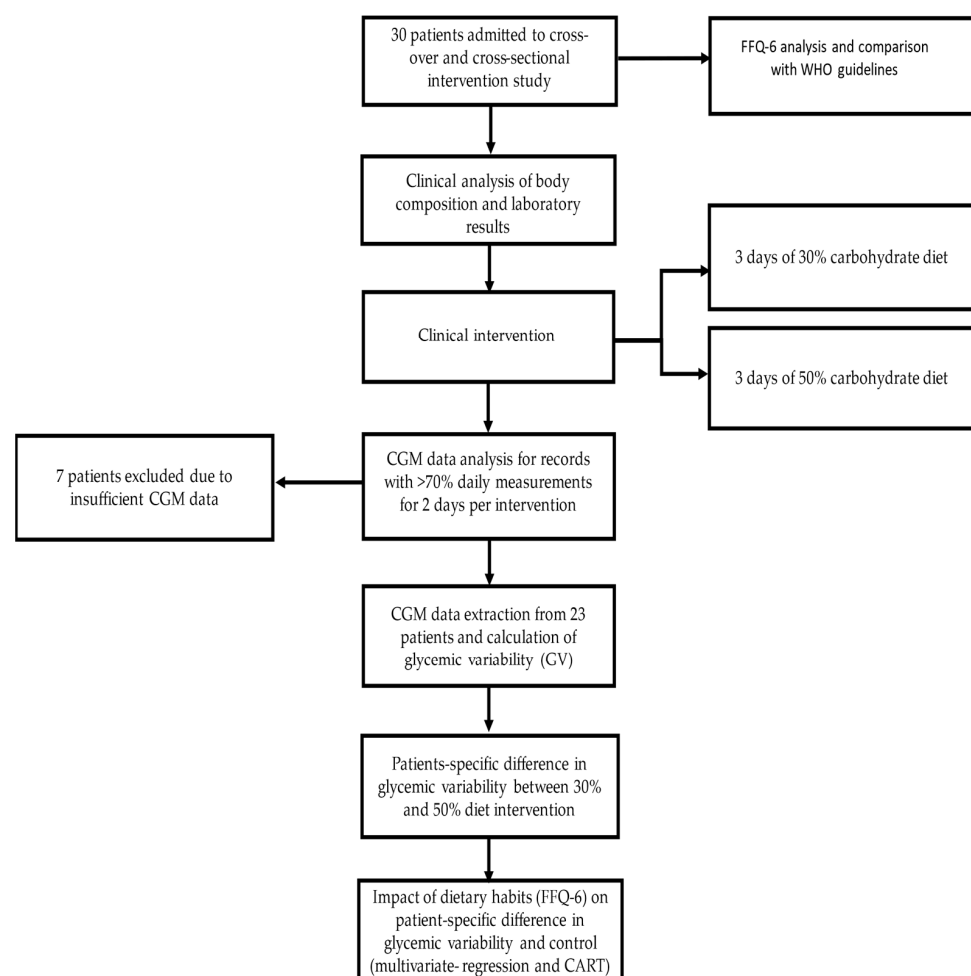 30 patients admitted to cross-
over and cross-sectional
intervention study
FFQ-6 analysis and comparison
with WHO guidelines
Clinical analysis of body
composition and laboratory
results
3 days of 30% carbohydrate diet
Clinical intervention
3 days of 50% carbohydrate diet
CGM data analysis for records
with >70% daily measurements
for 2 days per intervention
7 patients excluded due to
insufficient CGM data
CGM data extraction from 23
patients and calculation of
glycemic variability (GV)
Patients-specific difference in
glycemic variability between 30%
and 50% diet intervention
Impact of dietary habits (FFQ-6) on
patient-specific difference in
glycemic variability and control
(multivariate- regression and CART)